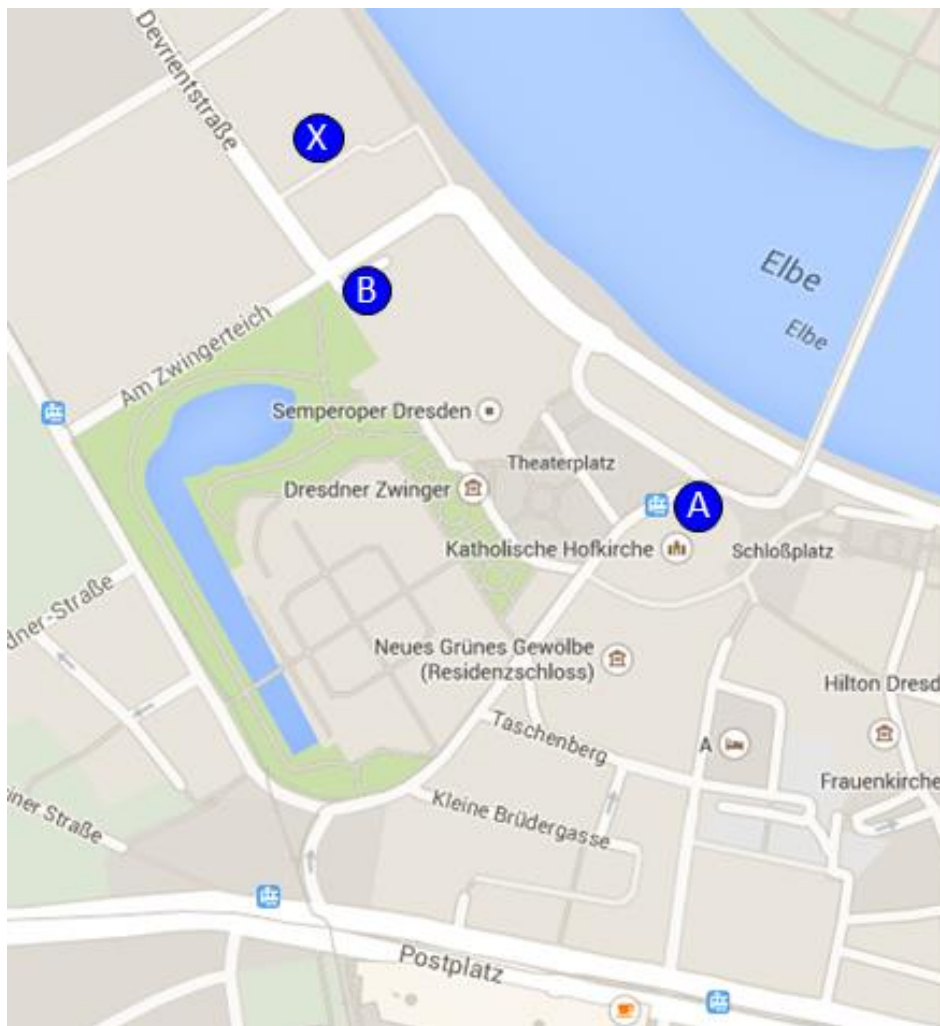 Devrientstraße
X
Elbe
Elbe
B
Am Zwingerteich
Semperoper Dresden
Theaterplatz
Dresdner Zwinger
A
Katholische Hofkirche
Schloßplatz
dner-Straße
Neues Grünes Gewölbe
(Residenzschloss)
Hilton Dresd
Taschenberg
A
Frauenkirche
Kleine Brüdergasse
iner Straße
Postplatz